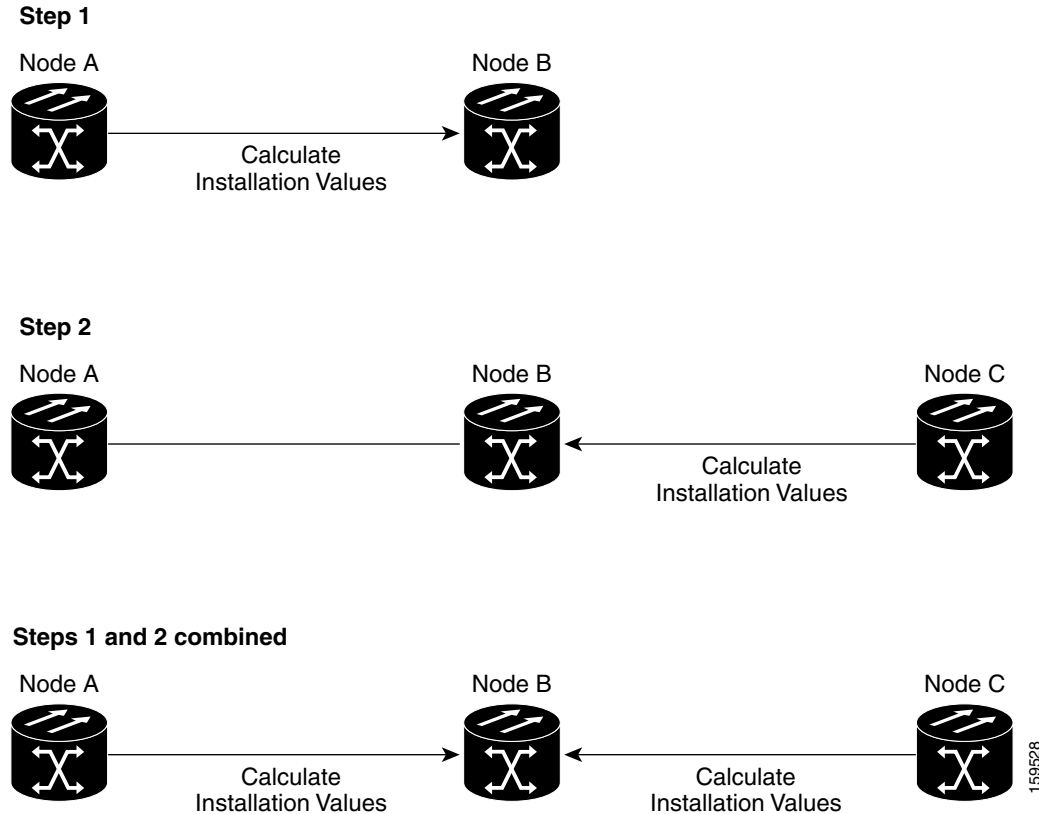 Step 1
Node A
Node B
Calculate
Installation Values
Step 2
Node A
Node B
Node C
Calculate
Installation Values
Steps 1 and 2 combined
Node A
Node B
Node C
Calculate
Installation Values
Calculate
Installation Values
159528